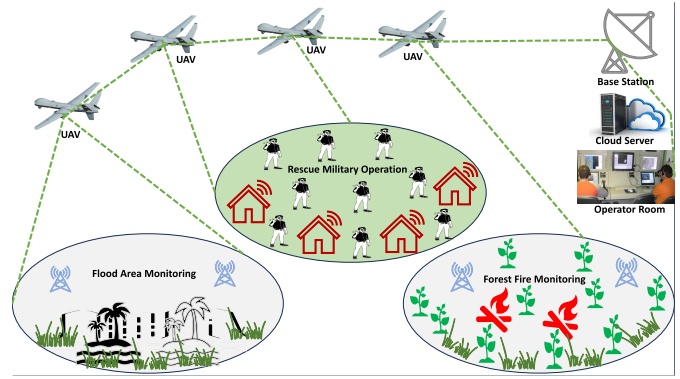 UAV
UAV
UAV
UAV
Base Station
Cloud Server
Operator Room
Rescue Military Operation
Flood Area Monitoring
Forest Fire Monitoring